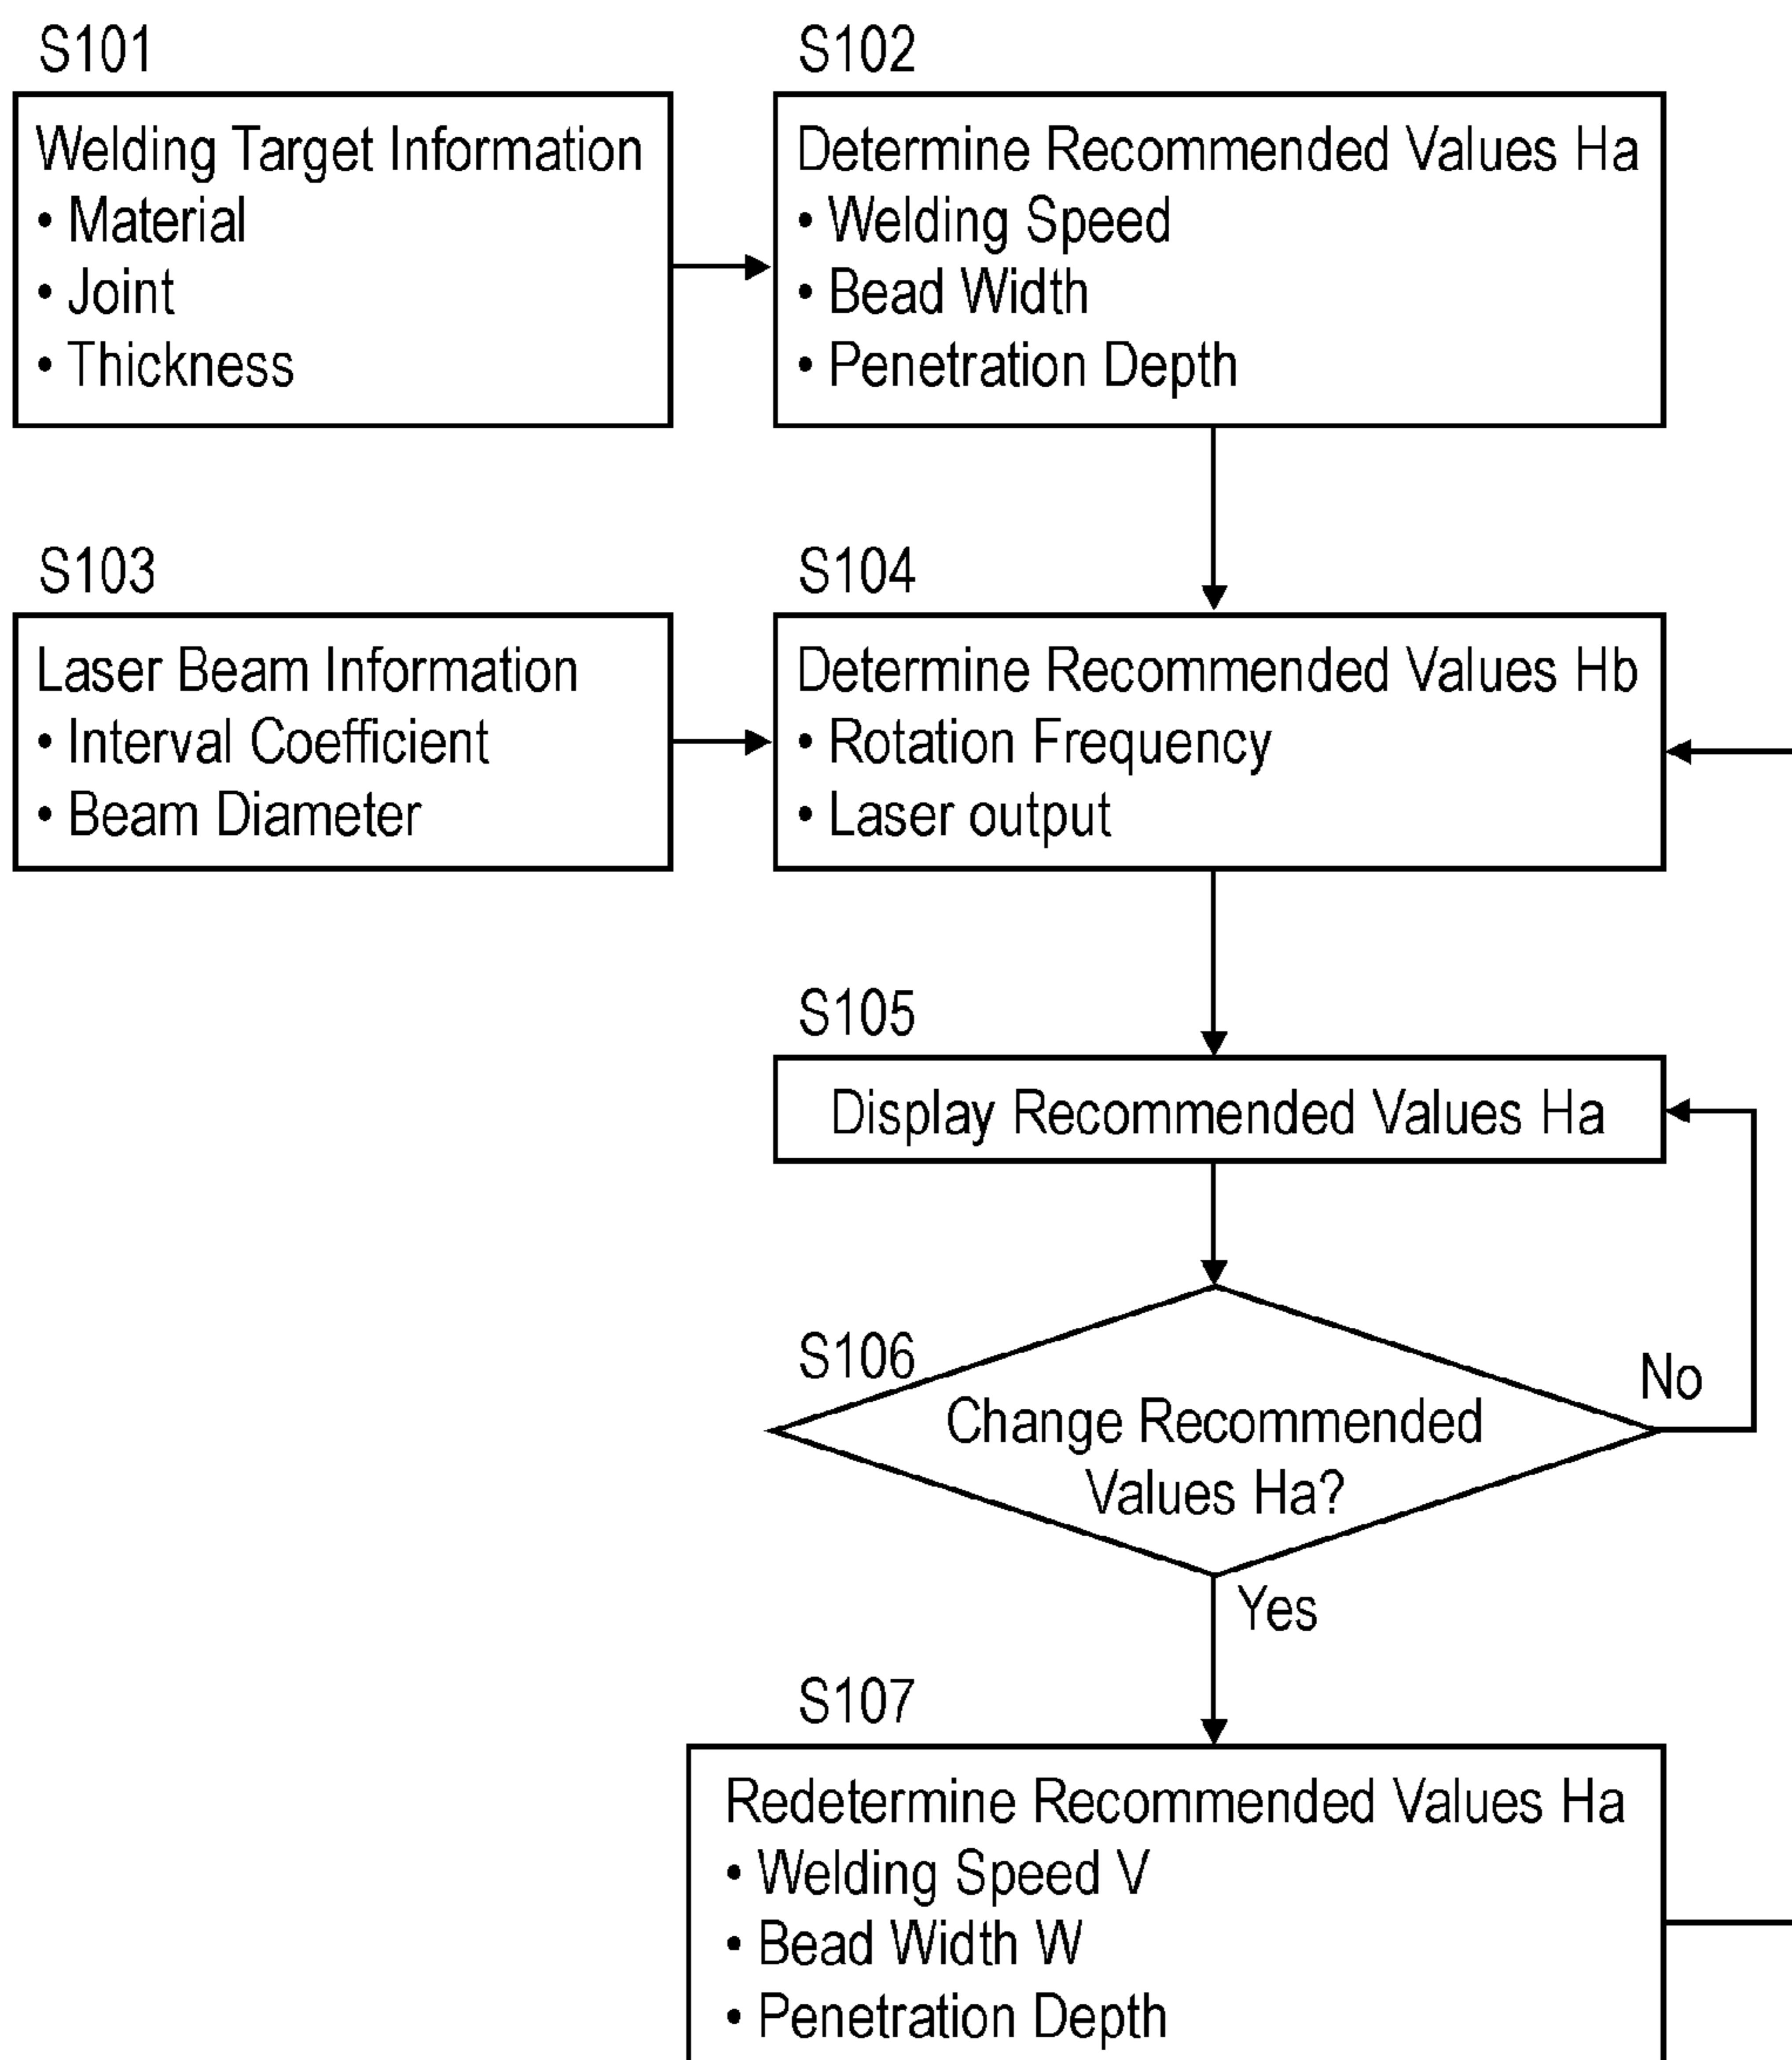 S101
Welding Target Information
• Material
• Joint
• Thickness
S102
Determine Recommended Values Ha
• Welding Speed
• Bead Width
• Penetration Depth
S103
Laser Beam Information
• Interval Coefficient
• Beam Diameter
S104
Determine Recommended Values Hb
• Rotation Frequency
• Laser output
S105
Display Recommended Values Ha
S106
Change Recommended
Values Ha?
No
Yes
S107
Redetermine Recommended Values Ha
• Welding Speed V
• Bead Width W
• Penetration Depth